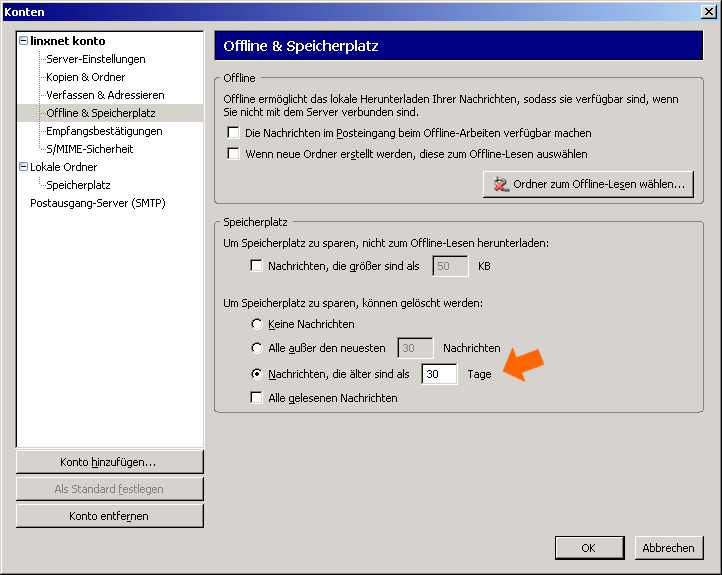 Konten
linxnet konto
Server-Einstellungen
Kopien & Ordner
Verfassen & Adressieren
Offline & Speicherplatz
Empfangsbestätigungen
S/MIME-Sicherheit
Lokale Ordner
Speicherplatz
Postausgang-Server (SMTP)
Konto hinzufügen...
Als Standard festlegen
Konto entfernen
Offline & Speicherplatz
Offline
Offline ermöglicht das lokale Herunterladen Ihrer Nachrichten, sodass sie verfügbar sind, wenn
Sie nicht mit dem Server verbunden sind.
Die Nachrichten im Posteingang beim Offline-Arbeiten verfügbar machen
Wenn neue Ordner erstellt werden, diese zum Offline-Lesen auswählen
Ordner zum Offline-Lesen wählen...
Speicherplatz
Um Speicherplatz zu sparen, nicht zum Offline-Lesen herunterladen:
Nachrichten, die größer sind als 50 KB
Um Speicherplatz zu sparen, können gelöscht werden:
Keine Nachrichten
Alle außer den neuesten 30 Nachrichten
Nachrichten, die älter sind als 30 Tage
Alle gelesenen Nachrichten
OK
Abbrechen